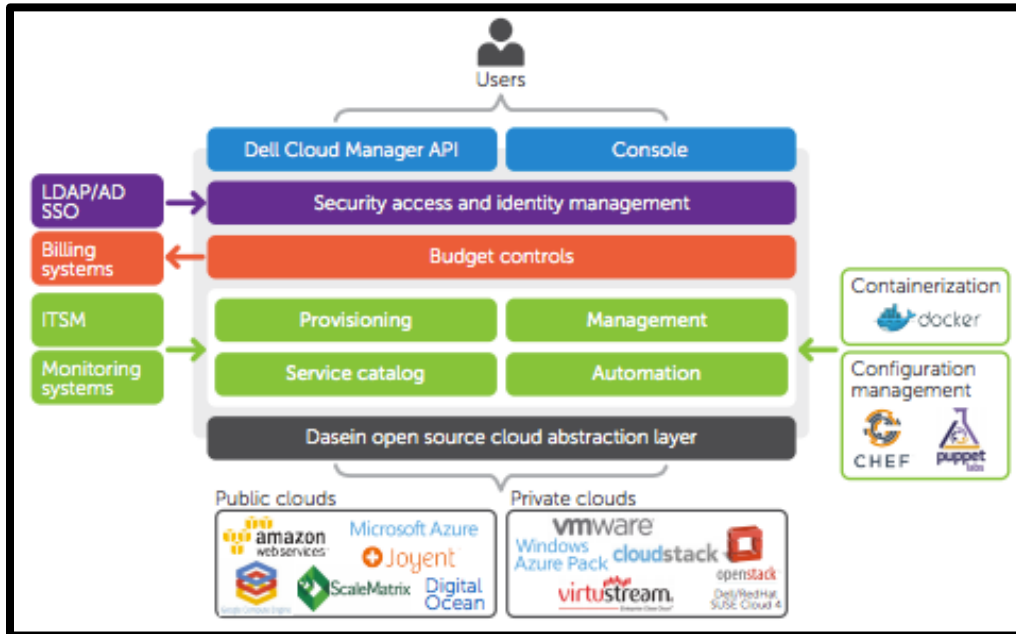 Users
Dell Cloud Manager API
Console
LDAP/AD
SSO
Security access and identity management
Billing
systems
Budget controls
ITSM
Monitoring
systems
Provisioning
Management
Service catalog
Automation
Containerization
docker
Configuration
management
CHEF
puppet
labs
Dasein open source cloud abstraction layer
Public clouds
amazon
web services
Microsoft Azure
Joyent
Google Compute Engine
ScaleMatrix
Digital
Ocean
Private clouds
vmware
Windows
Azure Pack
cloudstack
openstack
virtustream.
Dell/RedHat
SUSE Cloud 4